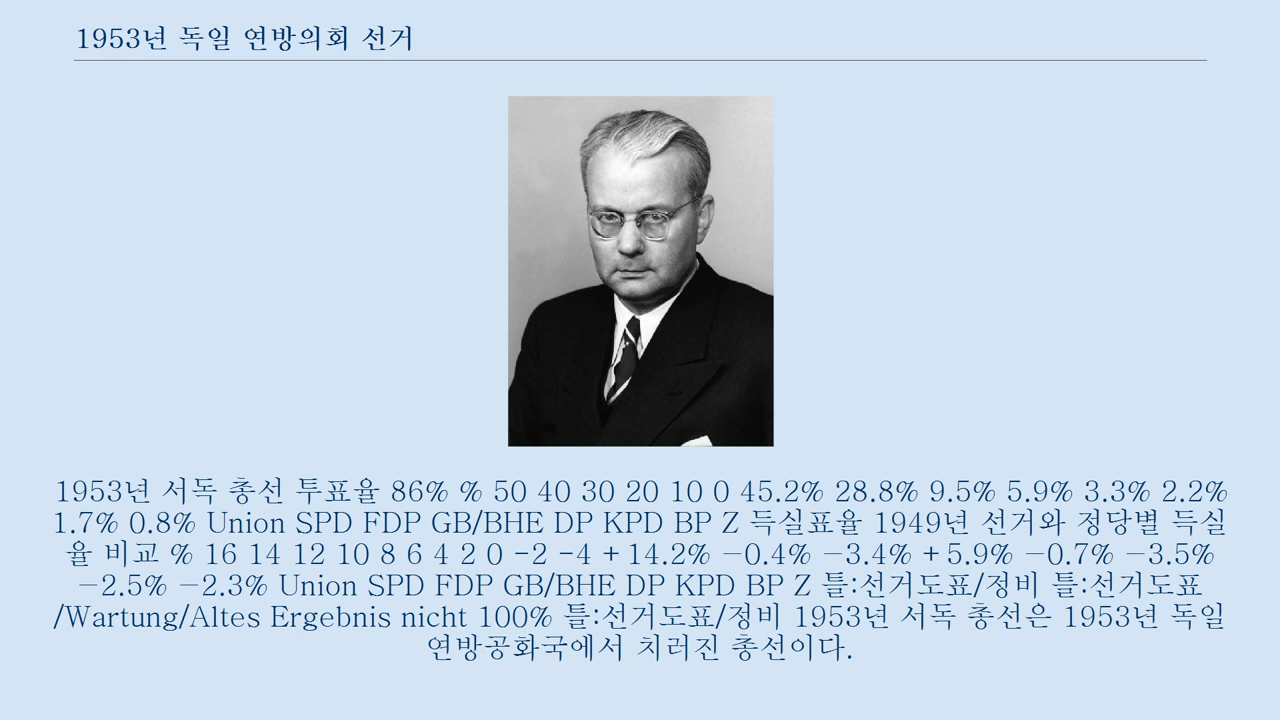 1953년 독일 연방의회 선거
1953년 서독 총선 투표율 86% % 50 40 30 20 10 0 45.2% 28.8% 9.5% 5.9% 3.3% 2.2%
1.7% 0.8% Union SPD FDP GB/BHE DP KPD BP Z 득실표율 1949년 선거와 정당별 득실
율 비교 % 16 14 12 10 8 6 4 2 0 -2 -4 +14.2% −0.4% −3.4% +5.9% −0.7% −3.5%
−2.5% −2.3% Union SPD FDP GB/BHE DP KPD BP Z 틀:선거도표/정비 틀:선거도표
/Wartung/Altes Ergebnis nicht 100% 틀:선거도표/정비 1953년 서독 총선은 1953년 독일
연방공화국에서 치러진 총선이다.